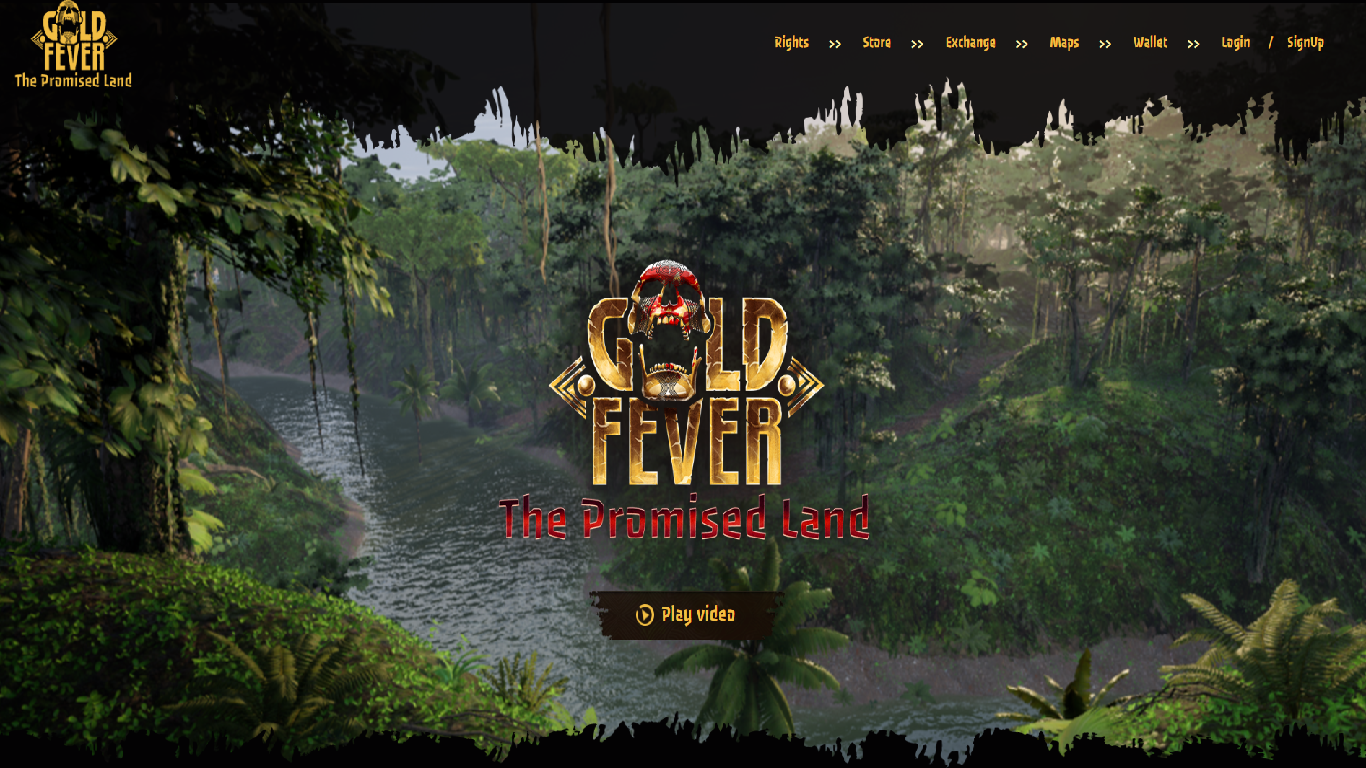 GOLD
FEVER
The Promised Land
Rights >> Store >> Exchange >> Maps >> Wallet >> Login / SignUp
GOLD
FEVER
The Promised Land
Play video